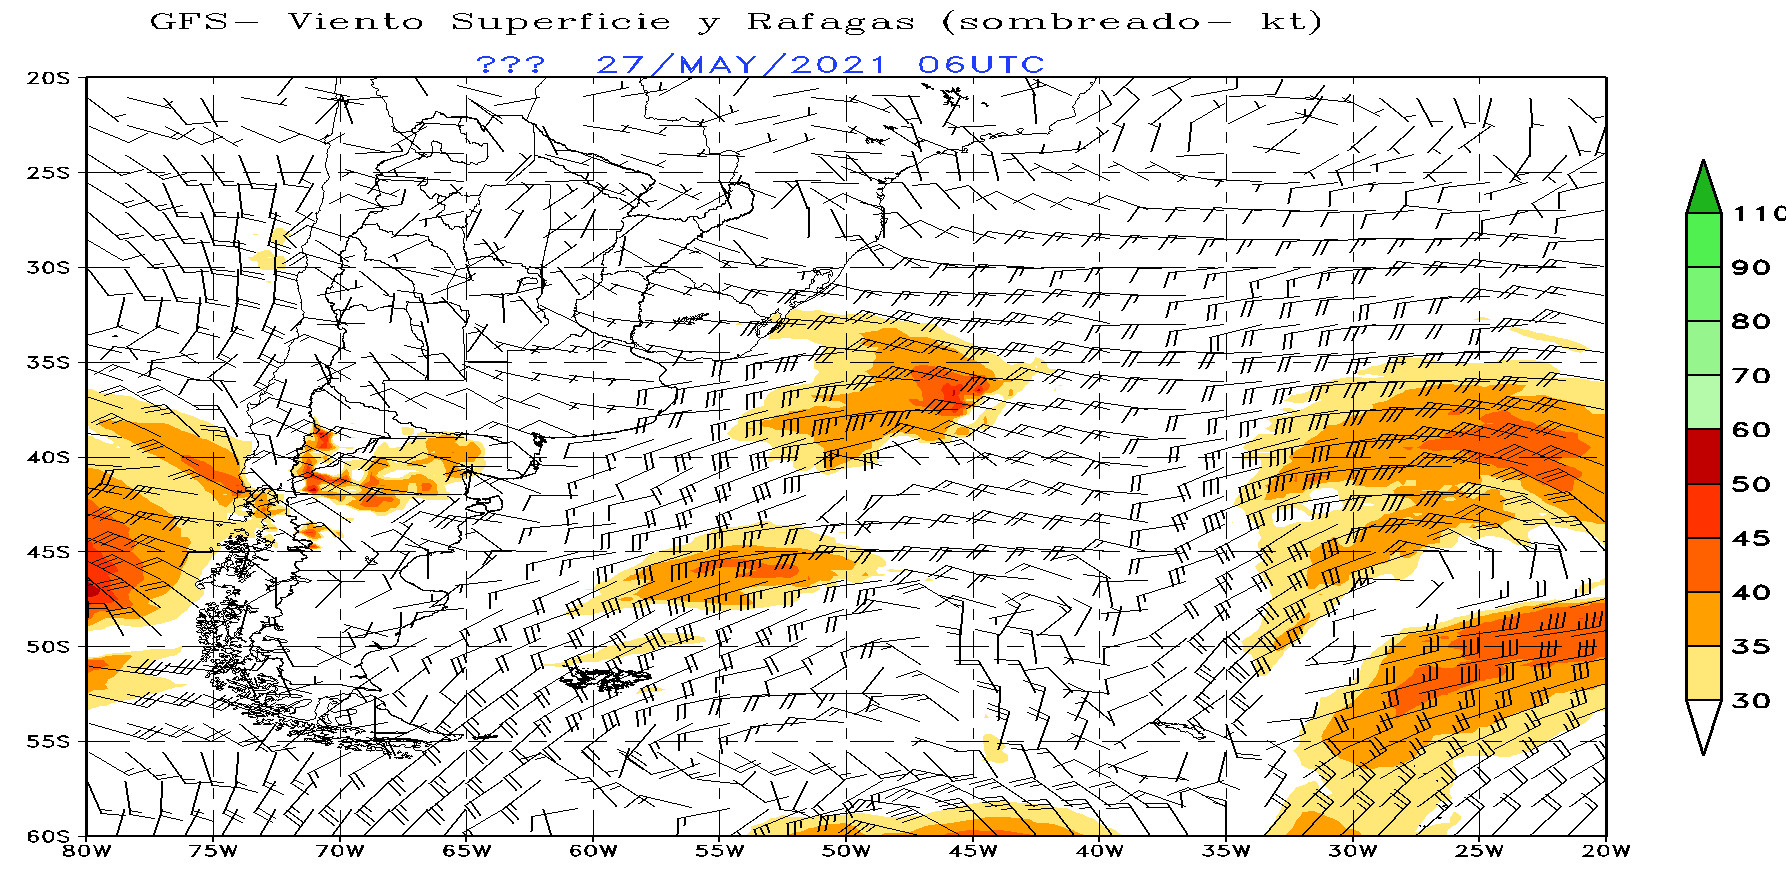 GFS- Viento Superficie y Rafagas (sombreado- kt)
??? 27/MAY/2021 06UTC
20S
25S
30S
35S
40S
45S
50S
55S
60S
80W 75W 70W 65W 60W 55W 50W 45W 40W 35W 30W 25W 20W
110
90
80
70
60
50
45
40
35
30